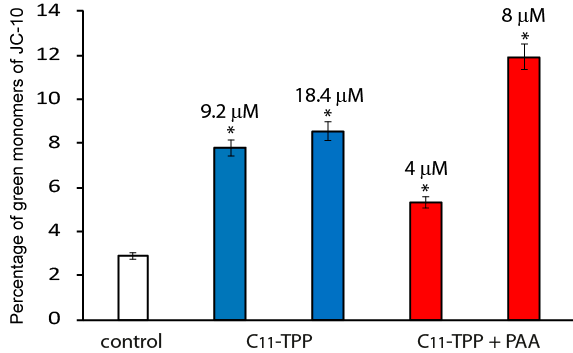 Percentage of green monomers of JC-10
14
12
10
8
6
4
2
0
9.2 μM
*
18.4 μM
*
4 μM
*
8 μM
*
control
C11-TPP
C11-TPP + PAA